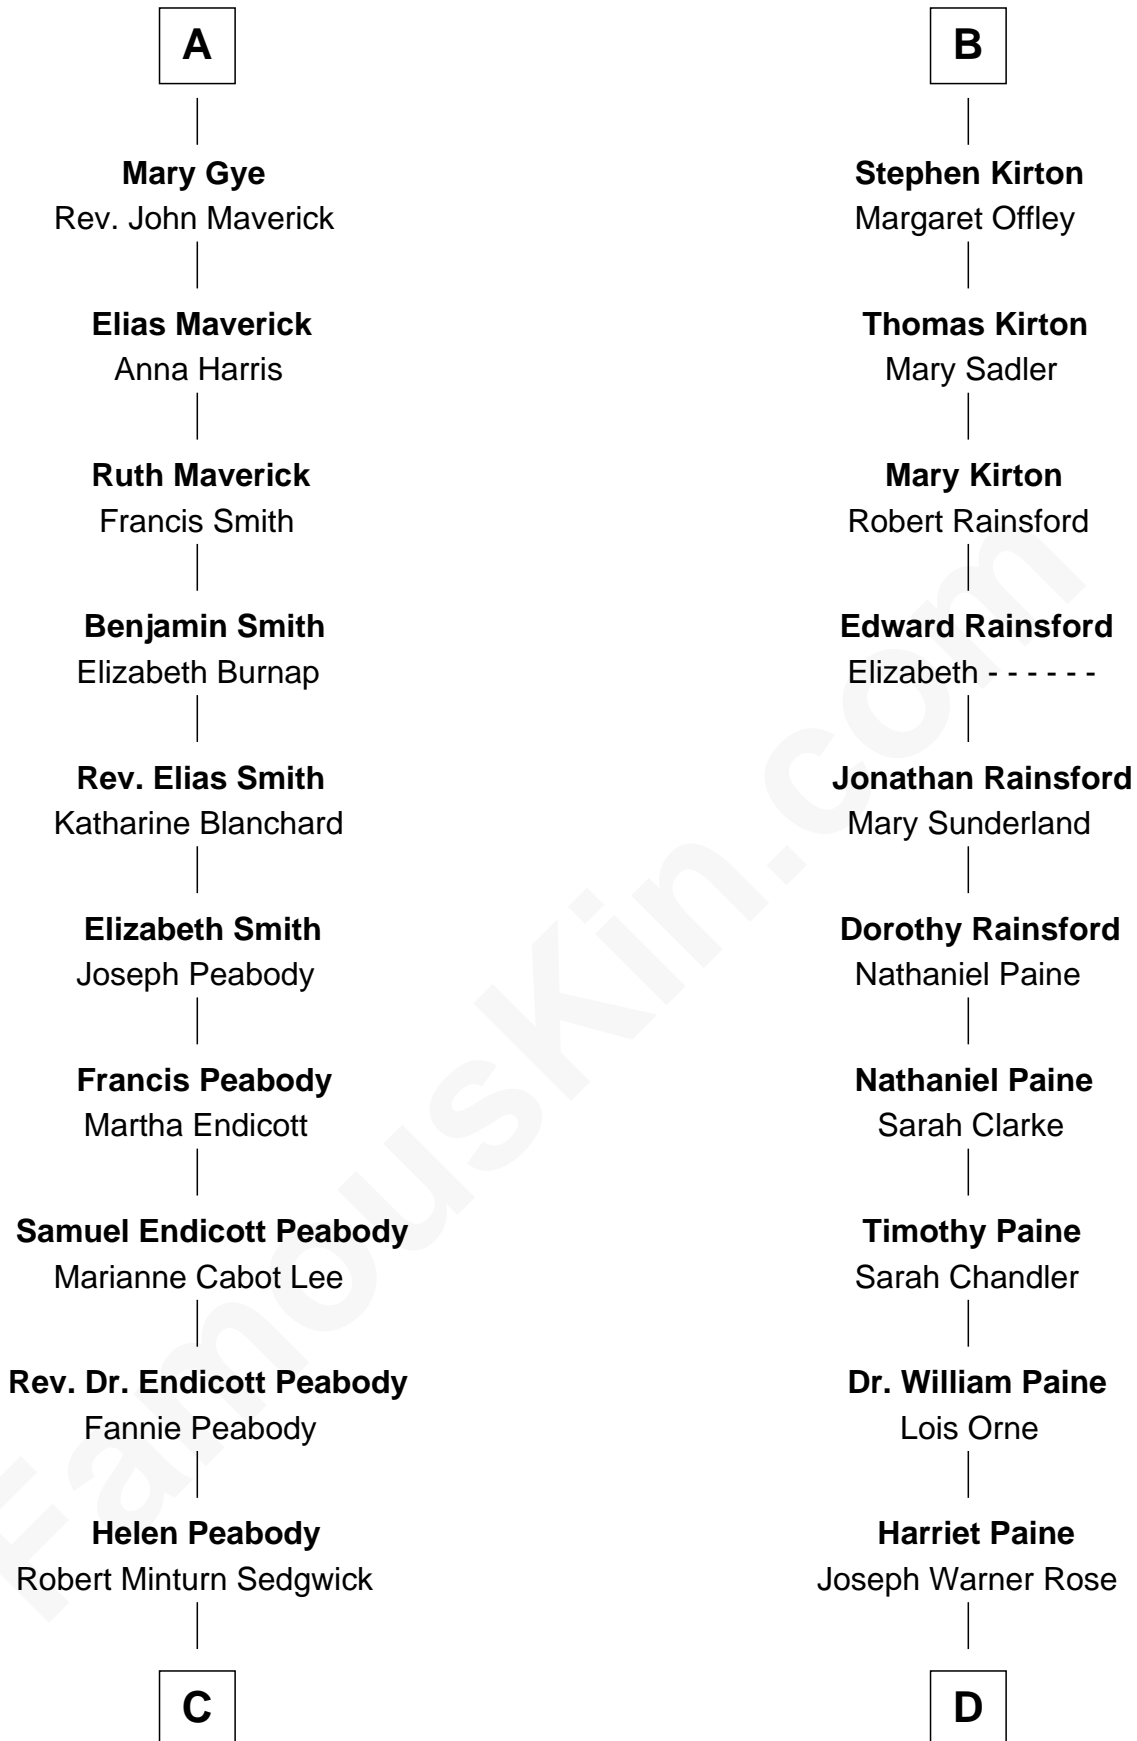 A
Mary Gye
Rev. John Maverick
Elias Maverick
Anna Harris
Ruth Maverick
Francis Smith
Benjamin Smith
Elizabeth Burnap
Rev. Elias Smith
Katharine Blanchard
Elizabeth Smith
Joseph Peabody
Francis Peabody
Martha Endicott
Samuel Endicott Peabody
Marianne Cabot Lee
Rev. Dr. Endicott Peabody
Fannie Peabody
Helen Peabody
Robert Minturn Sedgwick
C
B
Stephen Kirton
Margaret Offley
Thomas Kirton
Mary Sadler
Mary Kirton
Robert Rainsford
Edward Rainsford
Elizabeth - - - - - -
Jonathan Rainsford
Mary Sunderland
Dorothy Rainsford
Nathaniel Paine
Nathaniel Paine
Sarah Clarke
Timothy Paine
Sarah Chandler
Dr. William Paine
Lois Orne
Harriet Paine
Joseph Warner Rose
D
FamousKin.com